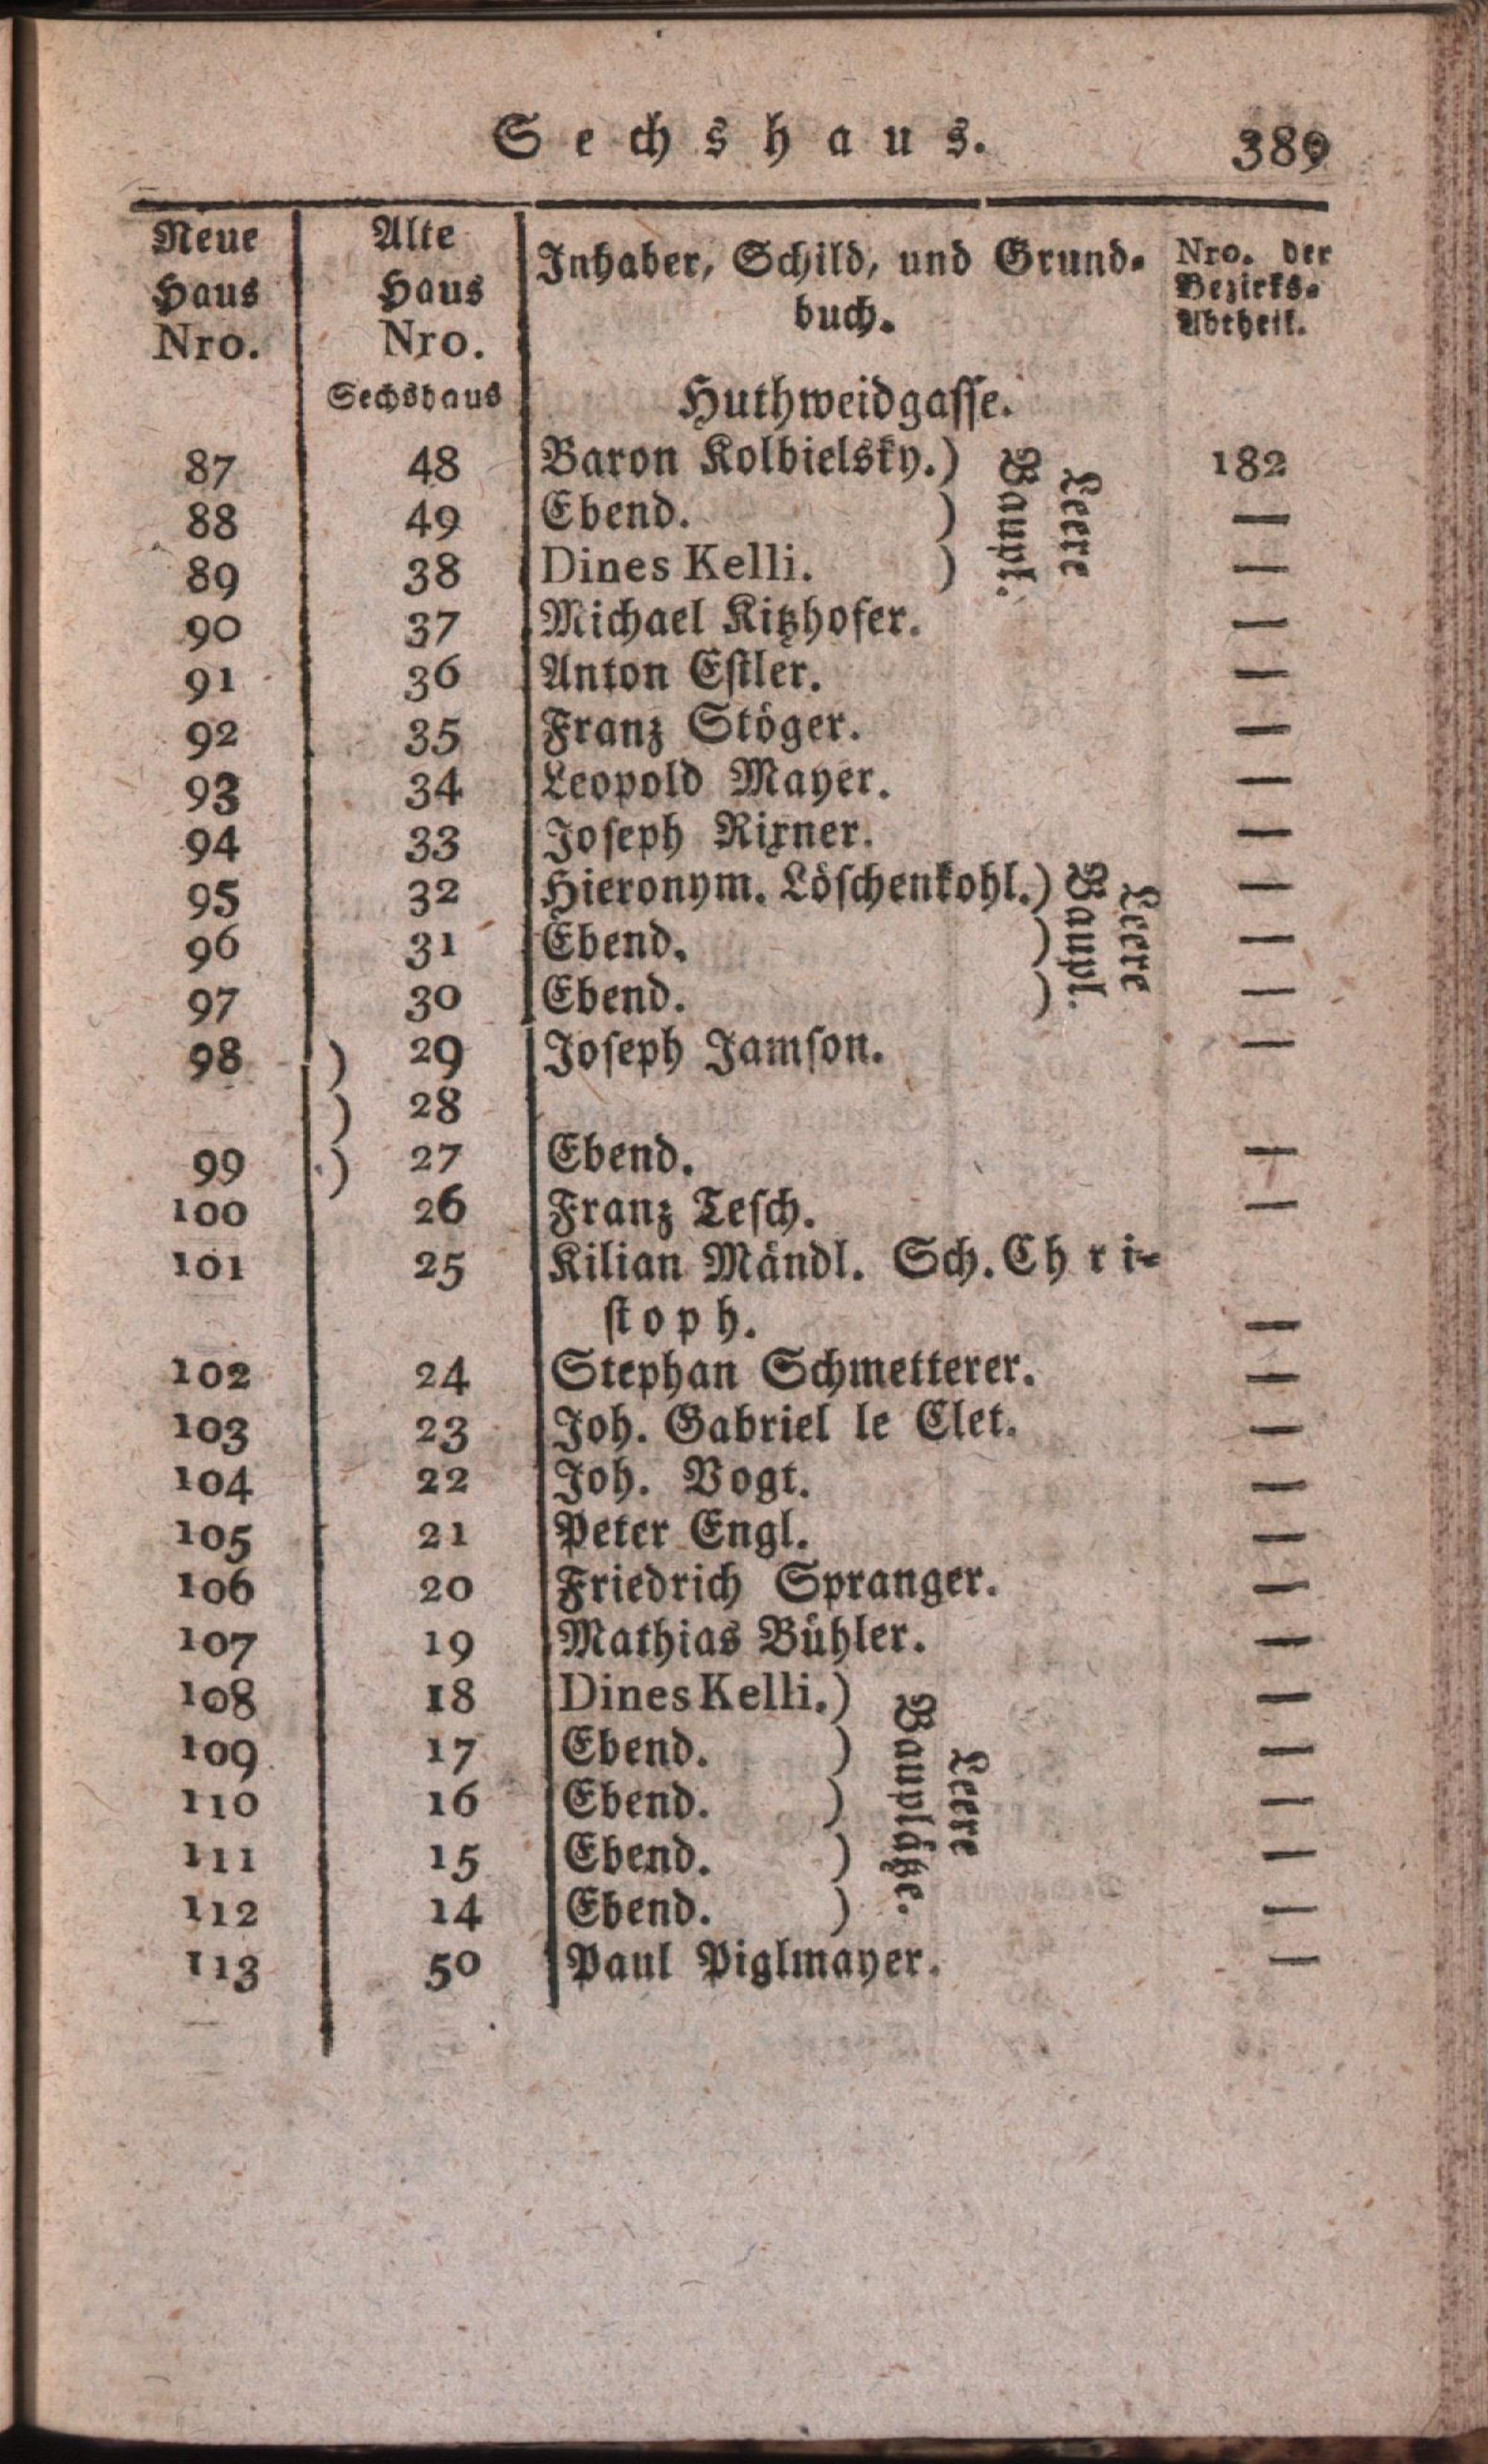 Sechshaus. 389
Neue Haus Nro. Alte Haus Nro. Inhaber, Schild, und Grund-buch. Nro. der Bezirks-Abtheil.
Sechshaus Huthweidgasse.
87 48 Baron Kolbielsky.) 182
88 49 Ebend. ) —
89 38 Dines Kelli. ) —
Leere Baupl.
90 37 Michael Kitzhofer. —
91 36 Anton Estler. —
92 35 Franz Stöger. —
93 34 Leopold Mayer. —
94 33 Joseph Rixner. —
95 32 Hieronym. Löschenkohl.) —
96 31 Ebend. ) —
97 30 Ebend. ) —
Leere Baupl.
98 ) 29 Joseph Jamson. —
) 28
99 ) 27 Ebend. —
100 26 Franz Tesch. —
101 25 Kilian Mändl. Sch. Chri-
stoph. —
102 24 Stephan Schmetterer. —
103 23 Joh. Gabriel le Clet. —
104 22 Joh. Vogt. —
105 21 Peter Engl. —
106 20 Friedrich Spranger. —
107 19 Mathias Bühler. —
108 18 Dines Kelli.) —
109 17 Ebend. ) —
110 16 Ebend. ) —
111 15 Ebend. ) —
112 14 Ebend. ) —
Leere Bauplätze.
113 50 Paul Piglmayer. —